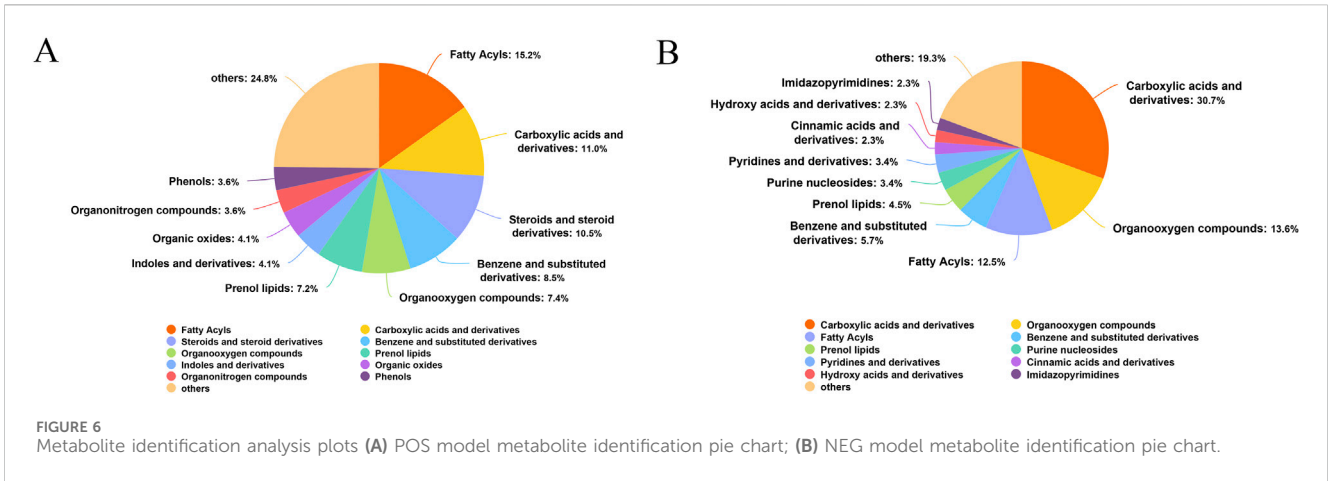 A
Fatty Acyls: 15.2%
others: 24.8%
Carboxylic acids and
derivatives: 11.0%
Phenols: 3.6%
Organonitrogen compounds: 3.6%
Steroids and steroid
derivatives: 10.5%
Organic oxides: 4.1%
Indoles and derivatives: 4.1%
Benzene and substituted
derivatives: 8.5%
Prenol lipids: 7.2%
Organooxygen compounds: 7.4%
Fatty Acyls
Carboxylic acids and derivatives
Steroids and steroid derivatives
Benzene and substituted derivatives
Organooxygen compounds
Prenol lipids
Indoles and derivatives
Organic oxides
Organonitrogen compounds
Phenols
others
B
others: 19.3%
Imidazopyrimidines: 2.3%
Carboxylic acids and
derivatives: 30.7%
Hydroxy acids and derivatives: 2.3%
Cinnamic acids and
derivatives: 2.3%
Pyridines and derivatives: 3.4%
Purine nucleosides: 3.4%
Prenol lipids: 4.5%
Benzene and substituted
derivatives: 5.7%
Organooxygen compounds: 13.6%
Fatty Acyls: 12.5%
Carboxylic acids and derivatives
Organooxygen compounds
Fatty Acyls
Benzene and substituted derivatives
Prenol lipids
Purine nucleosides
Pyridines and derivatives
Cinnamic acids and derivatives
Hydroxy acids and derivatives
Imidazopyrimidines
others
FIGURE 6
Metabolite identification analysis plots (A) POS model metabolite identification pie chart; (B) NEG model metabolite identification pie chart.